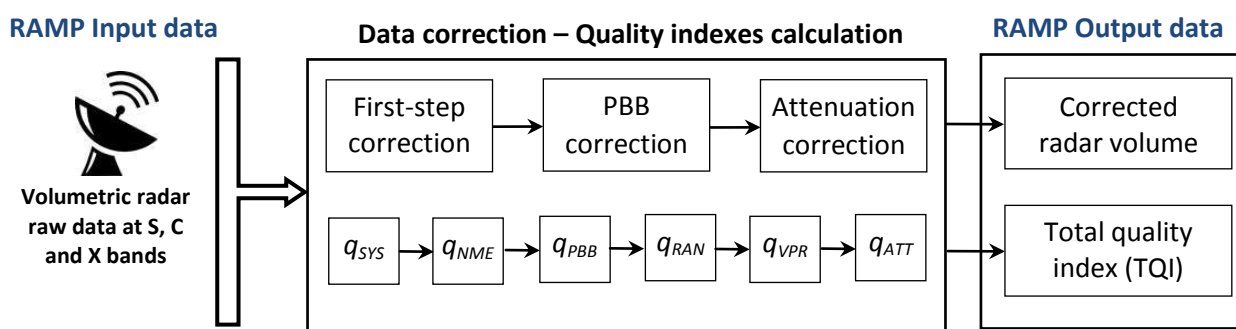 RAMP Input data
Volumetric radar
raw data at S, C
and X bands
Data correction – Quality indexes calculation
First-step
correction
PBB
correction
Attenuation
correction
qSYS
qNME
qPBB
qRAN
qVPR
qATT
RAMP Output data
Corrected
radar volume
Total quality
index (TQI)